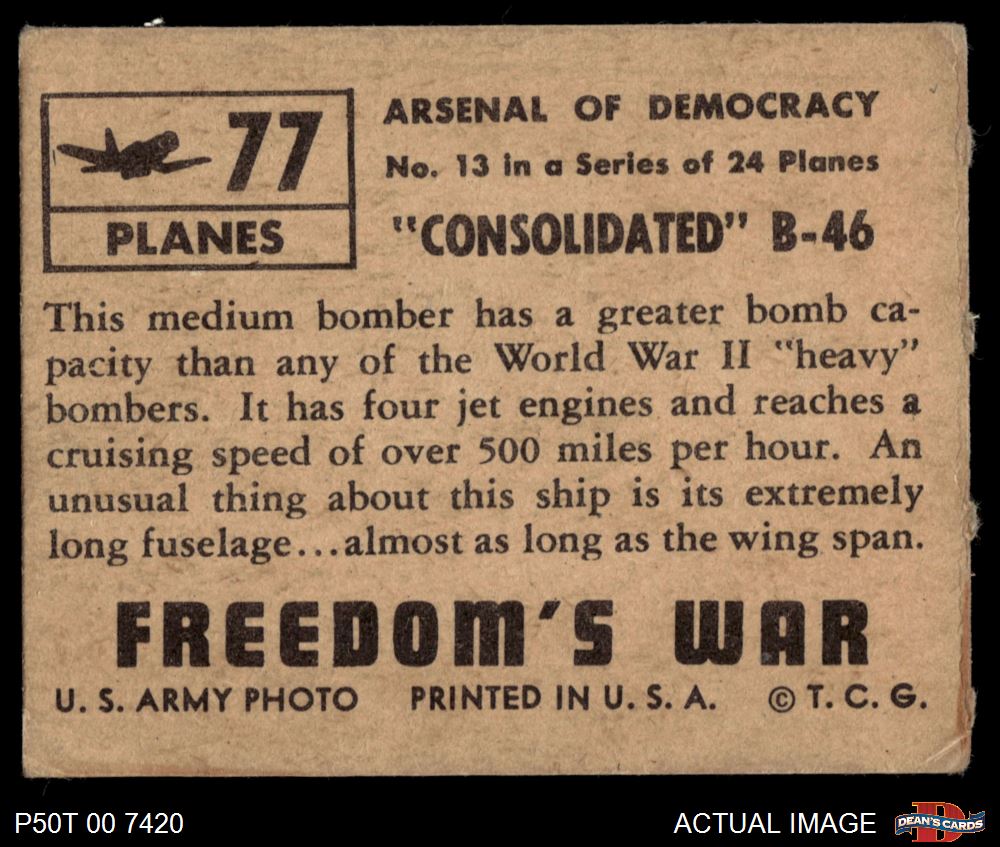 77
PLANES
ARSENAL OF DEMOCRACY
No. 13 in a Series of 24 Planes
"CONSOLIDATED" B-46
This medium bomber has a greater bomb ca-
pacity than any of the World War II "heavy"
bombers. It has four jet engines and reaches a
cruising speed of over 500 miles per hour. An
unusual thing about this ship is its extremely
long fuselage...almost as long as the wing span.
FREEDOM'S WAR
U. S. ARMY PHOTO PRINTED IN U. S. A. © T. C. G.
P50T 00 7420 ACTUAL IMAGE DEAN'S CARDS